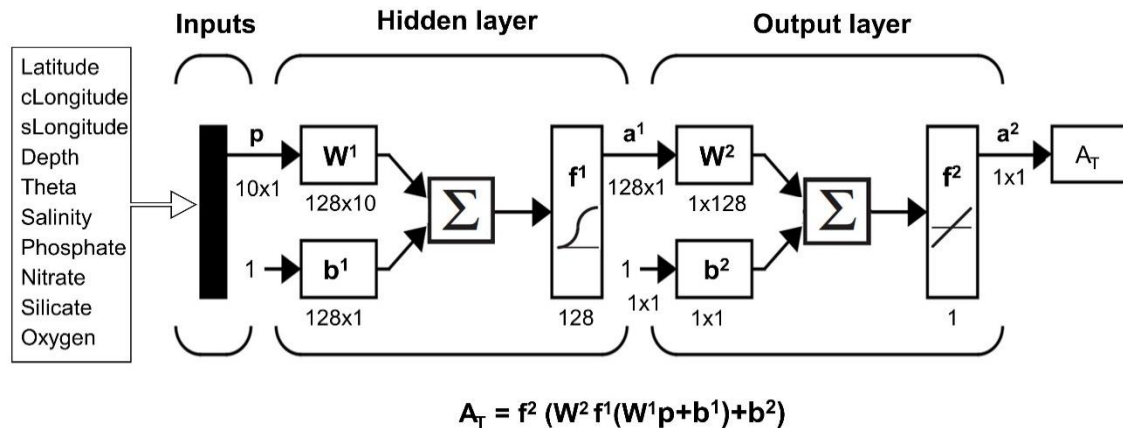 Inputs
Hidden layer
Output layer
Latitude
cLongitude
sLongitude
Depth
Theta
Salinity
Phosphate
Nitrate
Silicate
Oxygen
p
10x1
W¹
128x10
1
b¹
128x1
Σ
f¹
128
a¹
128x1
W²
1x128
1
1x1
b²
1x1
Σ
f²
1
a²
1x1
A_T
A_T = f² (W² f¹(W¹p+b¹)+b²)